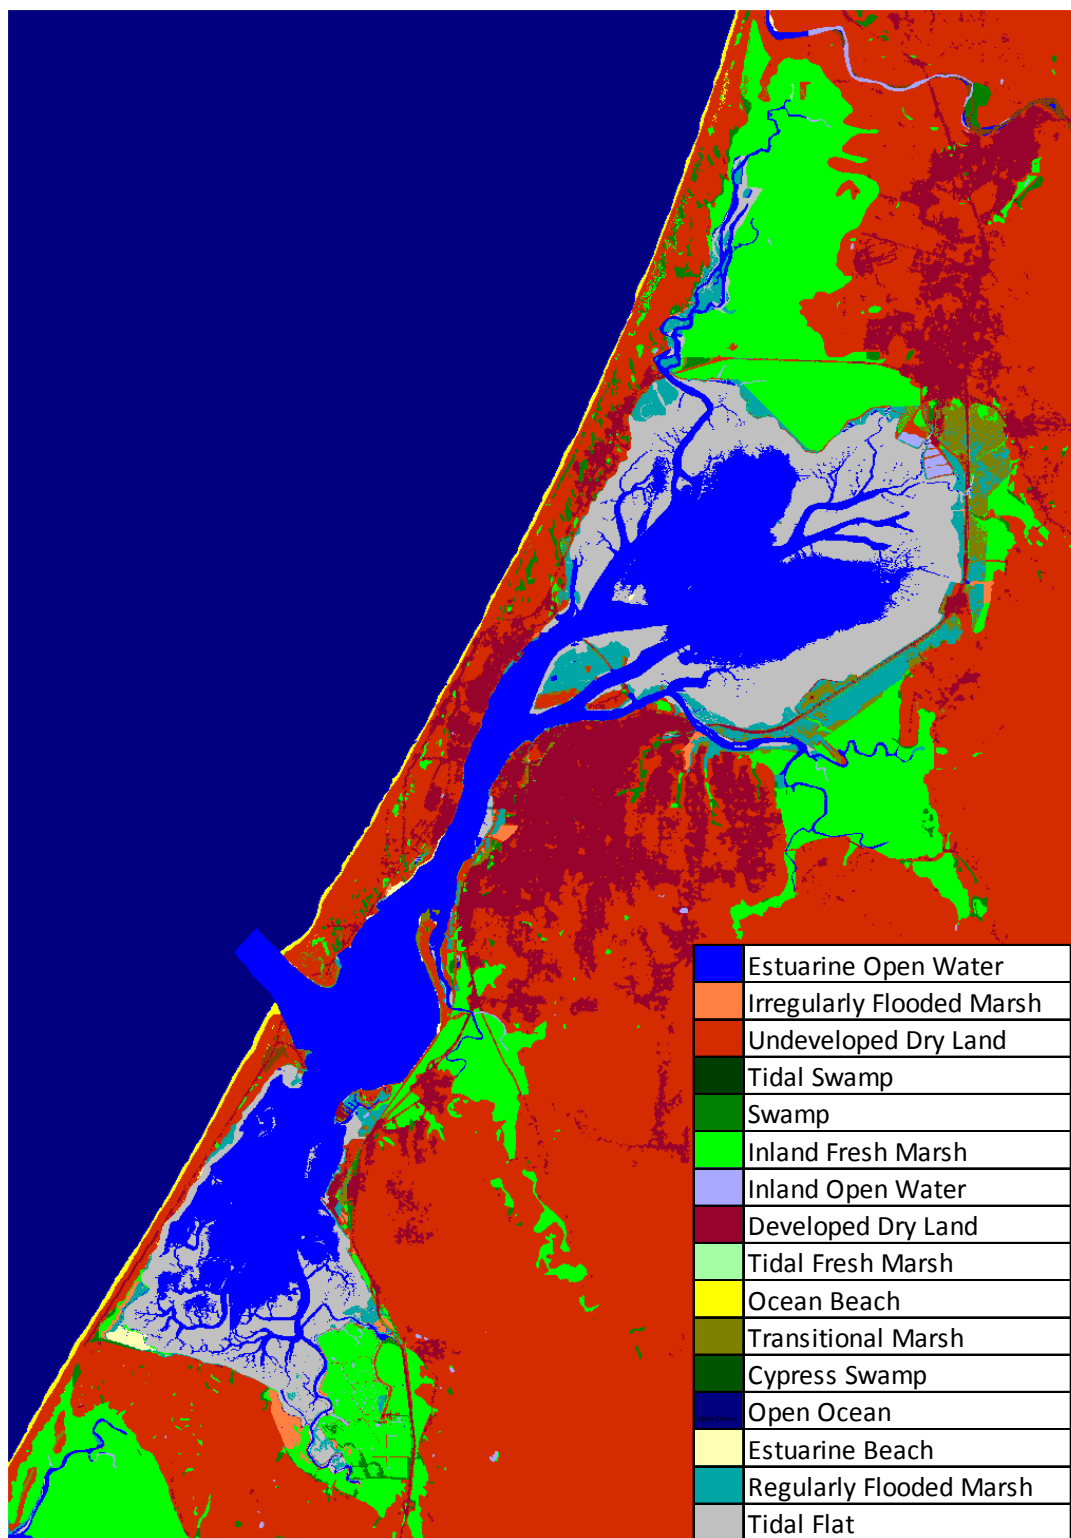 Estuarine Open Water
Irregularly Flooded Marsh
Undeveloped Dry Land
Tidal Swamp
Swamp
Inland Fresh Marsh
Inland Open Water
Developed Dry Land
Tidal Fresh Marsh
Ocean Beach
Transitional Marsh
Cypress Swamp
Open Ocean
Estuarine Beach
Regularly Flooded Marsh
Tidal Flat